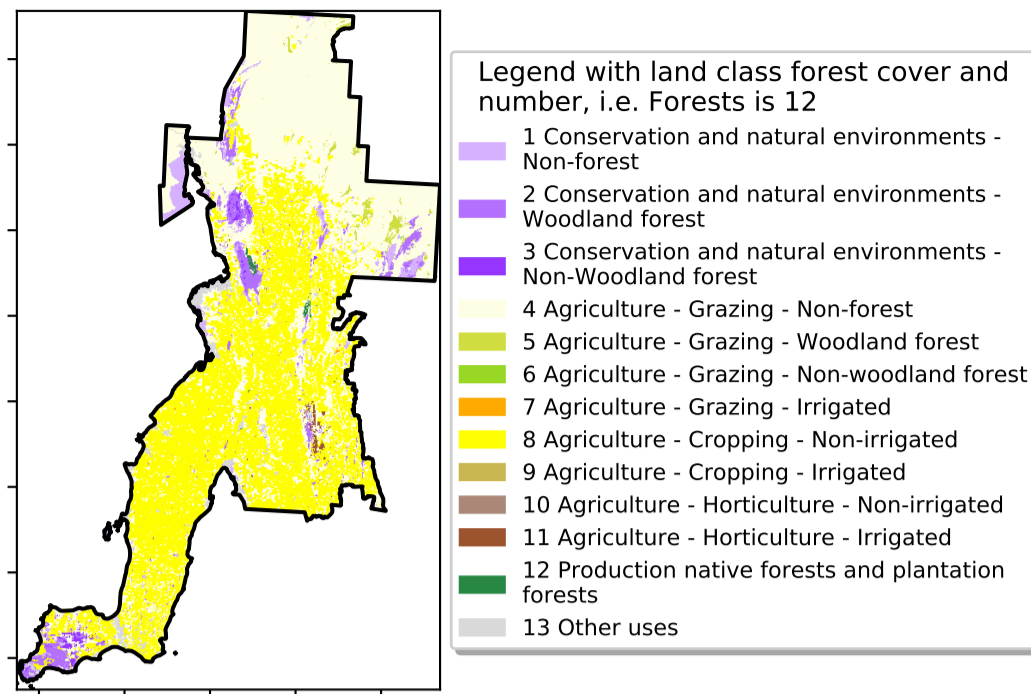 Legend with land class forest cover and
number, i.e. Forests is 12
1 Conservation and natural environments -
Non-forest
2 Conservation and natural environments -
Woodland forest
3 Conservation and natural environments -
Non-Woodland forest
4 Agriculture - Grazing - Non-forest
5 Agriculture - Grazing - Woodland forest
6 Agriculture - Grazing - Non-woodland forest
7 Agriculture - Grazing - Irrigated
8 Agriculture - Cropping - Non-irrigated
9 Agriculture - Cropping - Irrigated
10 Agriculture - Horticulture - Non-irrigated
11 Agriculture - Horticulture - Irrigated
12 Production native forests and plantation
forests
13 Other uses